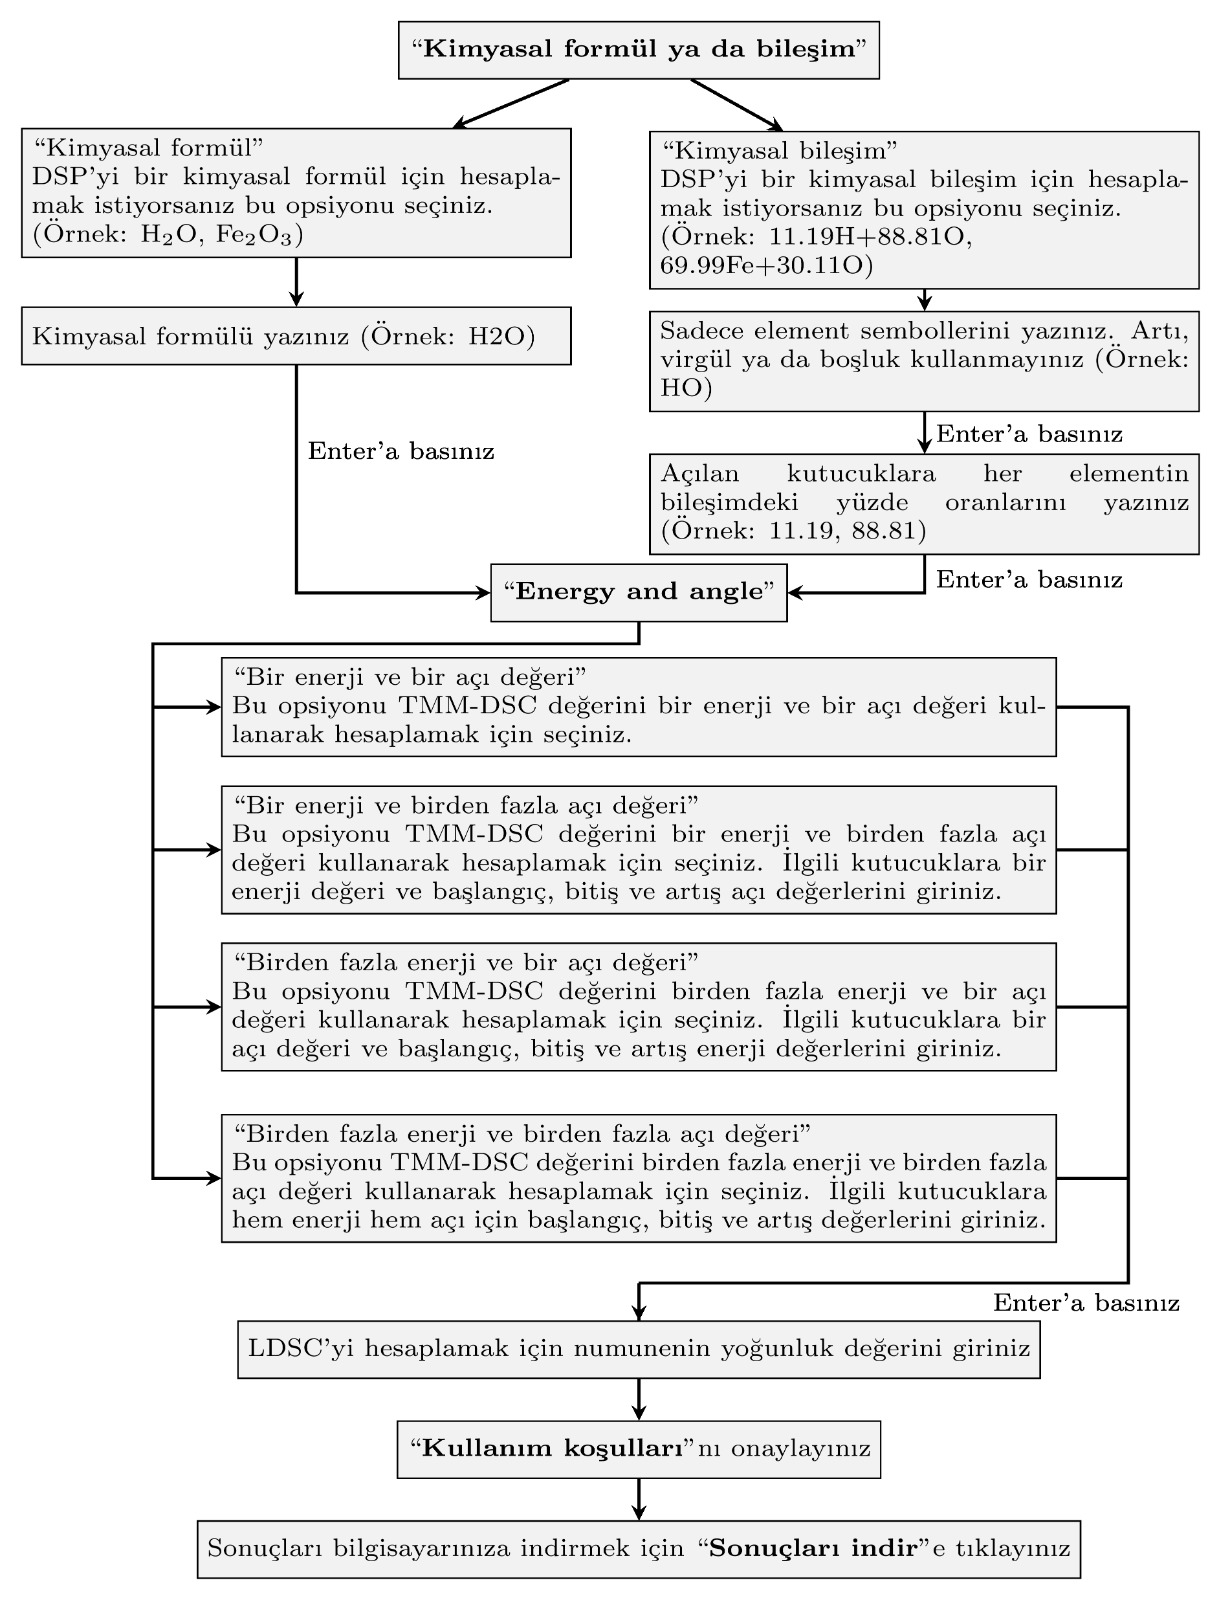 “Kimyasal formül ya da bileşim”
“Kimyasal formül”
DSP’yi bir kimyasal formül için hesapla-
mak istiyorsanız bu opsiyonu seçiniz.
(Örnek: H₂O, Fe₂O₃)
Kimyasal formülü yazınız (Örnek: H2O)
Enter’a basınız
“Kimyasal bileşim”
DSP’yi bir kimyasal bileşim için hesapla-
mak istiyorsanız bu opsiyonu seçiniz.
(Örnek: 11.19H+88.81O,
69.99Fe+30.11O)
Sadece element sembollerini yazınız. Artı,
virgül ya da boşluk kullanmayınız (Örnek:
HO)
Enter’a basınız
Açılan kutucuklara her elementin
bileşimdeki yüzde oranlarını yazınız
(Örnek: 11.19, 88.81)
Enter’a basınız
“Energy and angle”
“Bir enerji ve bir açı değeri”
Bu opsiyonu TMM-DSC değerini bir enerji ve bir açı değeri kul-
lanarak hesaplamak için seçiniz.
“Bir enerji ve birden fazla açı değeri”
Bu opsiyonu TMM-DSC değerini bir enerji ve birden fazla açı
değeri kullanarak hesaplamak için seçiniz. İlgili kutucuklara bir
enerji değeri ve başlangıç, bitiş ve artış açı değerlerini giriniz.
“Birden fazla enerji ve bir açı değeri”
Bu opsiyonu TMM-DSC değerini birden fazla enerji ve bir açı
değeri kullanarak hesaplamak için seçiniz. İlgili kutucuklara bir
açı değeri ve başlangıç, bitiş ve artış enerji değerlerini giriniz.
“Birden fazla enerji ve birden fazla açı değeri”
Bu opsiyonu TMM-DSC değerini birden fazla enerji ve birden fazla
açı değeri kullanarak hesaplamak için seçiniz. İlgili kutucuklara
hem enerji hem açı için başlangıç, bitiş ve artış değerlerini giriniz.
Enter’a basınız
LDSC’yi hesaplamak için numunenin yoğunluk değerini giriniz
“Kullanım koşulları”nı onaylayınız
Sonuçları bilgisayarınıza indirmek için “Sonuçları indir”e tıklayınız